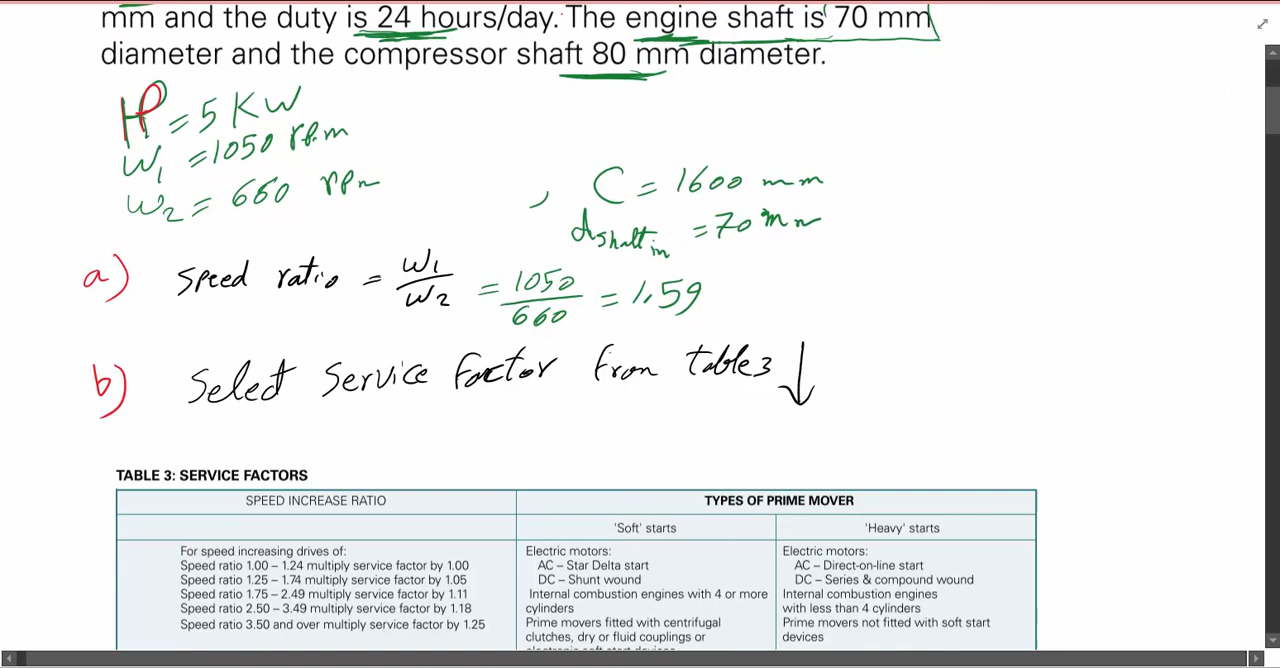 mm and the duty is 24 hours/day. The engine shaft is 70 mm
diameter and the compressor shaft 80 mm diameter.
HP = 5 KW
W1 = 1050 rp.m
W2 = 660 rpm
, C = 1600 mm
dshaft in = 70 mm
a) Speed ratio = W1/W2 = 1050/660 = 1.59
b) Select Service Factor From table 3 ↓
TABLE 3: SERVICE FACTORS
SPEED INCREASE RATIO
TYPES OF PRIME MOVER
'Soft' starts
'Heavy' starts
For speed increasing drives of:
Speed ratio 1.00 – 1.24 multiply service factor by 1.00
Speed ratio 1.25 – 1.74 multiply service factor by 1.05
Speed ratio 1.75 – 2.49 multiply service factor by 1.11
Speed ratio 2.50 – 3.49 multiply service factor by 1.18
Speed ratio 3.50 and over multiply service factor by 1.25
Electric motors:
AC – Star Delta start
DC – Shunt wound
Internal combustion engines with 4 or more
cylinders
Prime movers fitted with centrifugal
clutches, dry or fluid couplings or
electronic soft start devices
Electric motors:
AC – Direct-on-line start
DC – Series & compound wound
Internal combustion engines
with less than 4 cylinders
Prime movers not fitted with soft start
devices